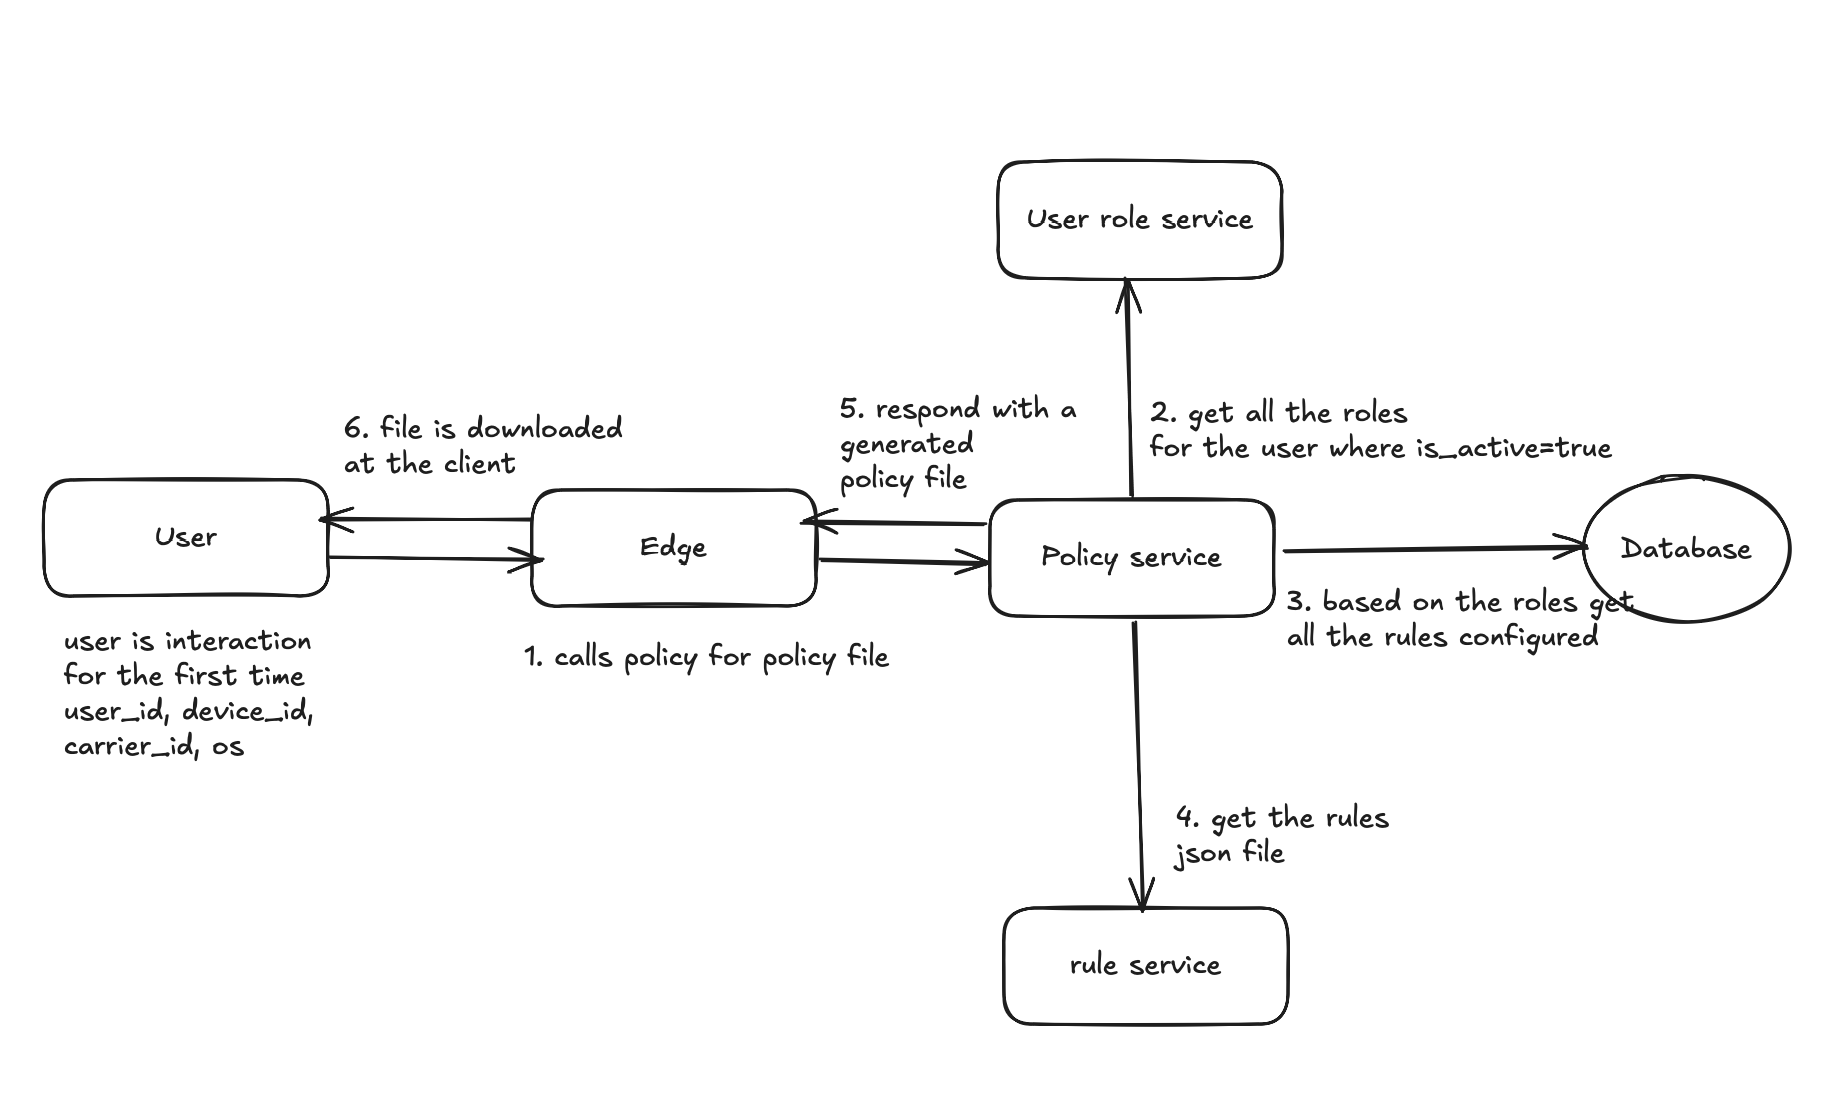 User role service
6. file is downloaded
at the client
5. respond with a
generated
policy file
2. get all the roles
for the user where is_active=true
User
Edge
Policy service
Database
user is interaction
for the first time
user_id, device_id,
carrier_id, os
1. calls policy for policy file
3. based on the roles get
all the rules configured
4. get the rules
json file
rule service